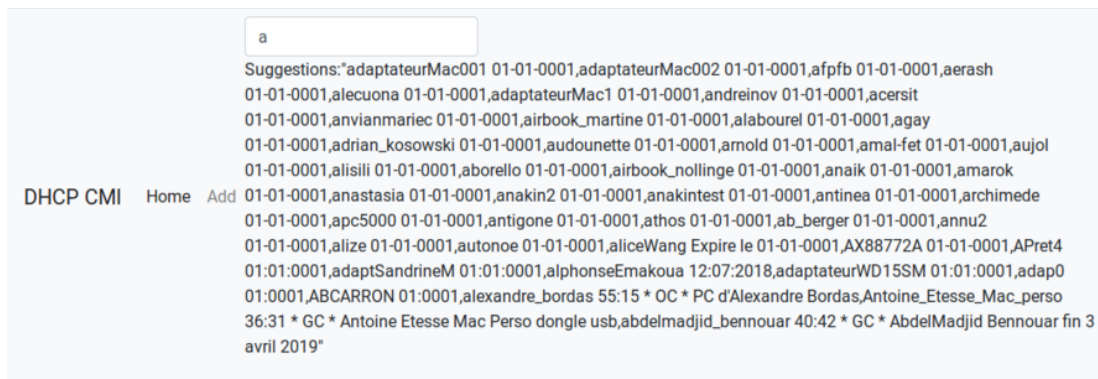 a
Suggestions:"adaptateurMac001 01-01-0001,adaptateurMac002 01-01-0001,afpfb 01-01-0001,aerash
01-01-0001,alecuona 01-01-0001,adaptateurMac1 01-01-0001,andreinov 01-01-0001,acersit
01-01-0001,anvianmariec 01-01-0001,airbook_martine 01-01-0001,alabourel 01-01-0001,agay
01-01-0001,adrian_kosowski 01-01-0001,audounette 01-01-0001,arnold 01-01-0001,amal-fet 01-01-0001,aujol
01-01-0001,alisili 01-01-0001,aborello 01-01-0001,airbook_nollinge 01-01-0001,anaik 01-01-0001,amarok
DHCP CMI Home Add 01-01-0001,anastasia 01-01-0001,anakin2 01-01-0001,anakintest 01-01-0001,antinea 01-01-0001,archimede
01-01-0001,apc5000 01-01-0001,antigone 01-01-0001,athos 01-01-0001,ab_berger 01-01-0001,annu2
01-01-0001,alize 01-01-0001,autonoe 01-01-0001,aliceWang Expire le 01-01-0001,AX88772A 01-01-0001,APret4
01:01:0001,adaptSandrineM 01:01:0001,alphonseEmakoua 12:07:2018,adaptateurWD15SM 01:01:0001,adap0
01:0001,ABCARRON 01:0001,alexandre_bordas 55:15 * OC * PC d'Alexandre Bordas,Antoine_Etesse_Mac_perso
36:31 * GC * Antoine Etesse Mac Perso dongle usb,abdelmadjid_bennouar 40:42 * GC * AbdelMadjid Bennouar fin 3
avril 2019"